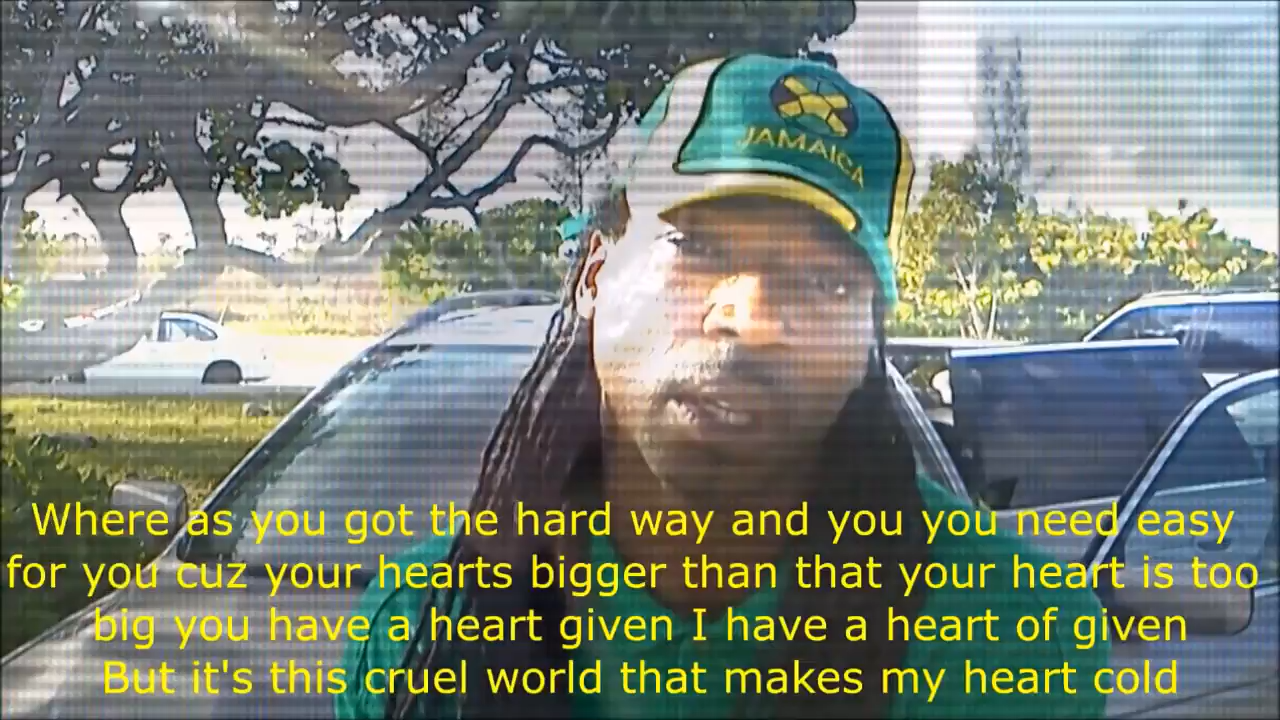 JAMAICA
Where as you got the hard way and you you need easy
for you cuz your hearts bigger than that your heart is too
big you have a heart given I have a heart of given
But it's this cruel world that makes my heart cold